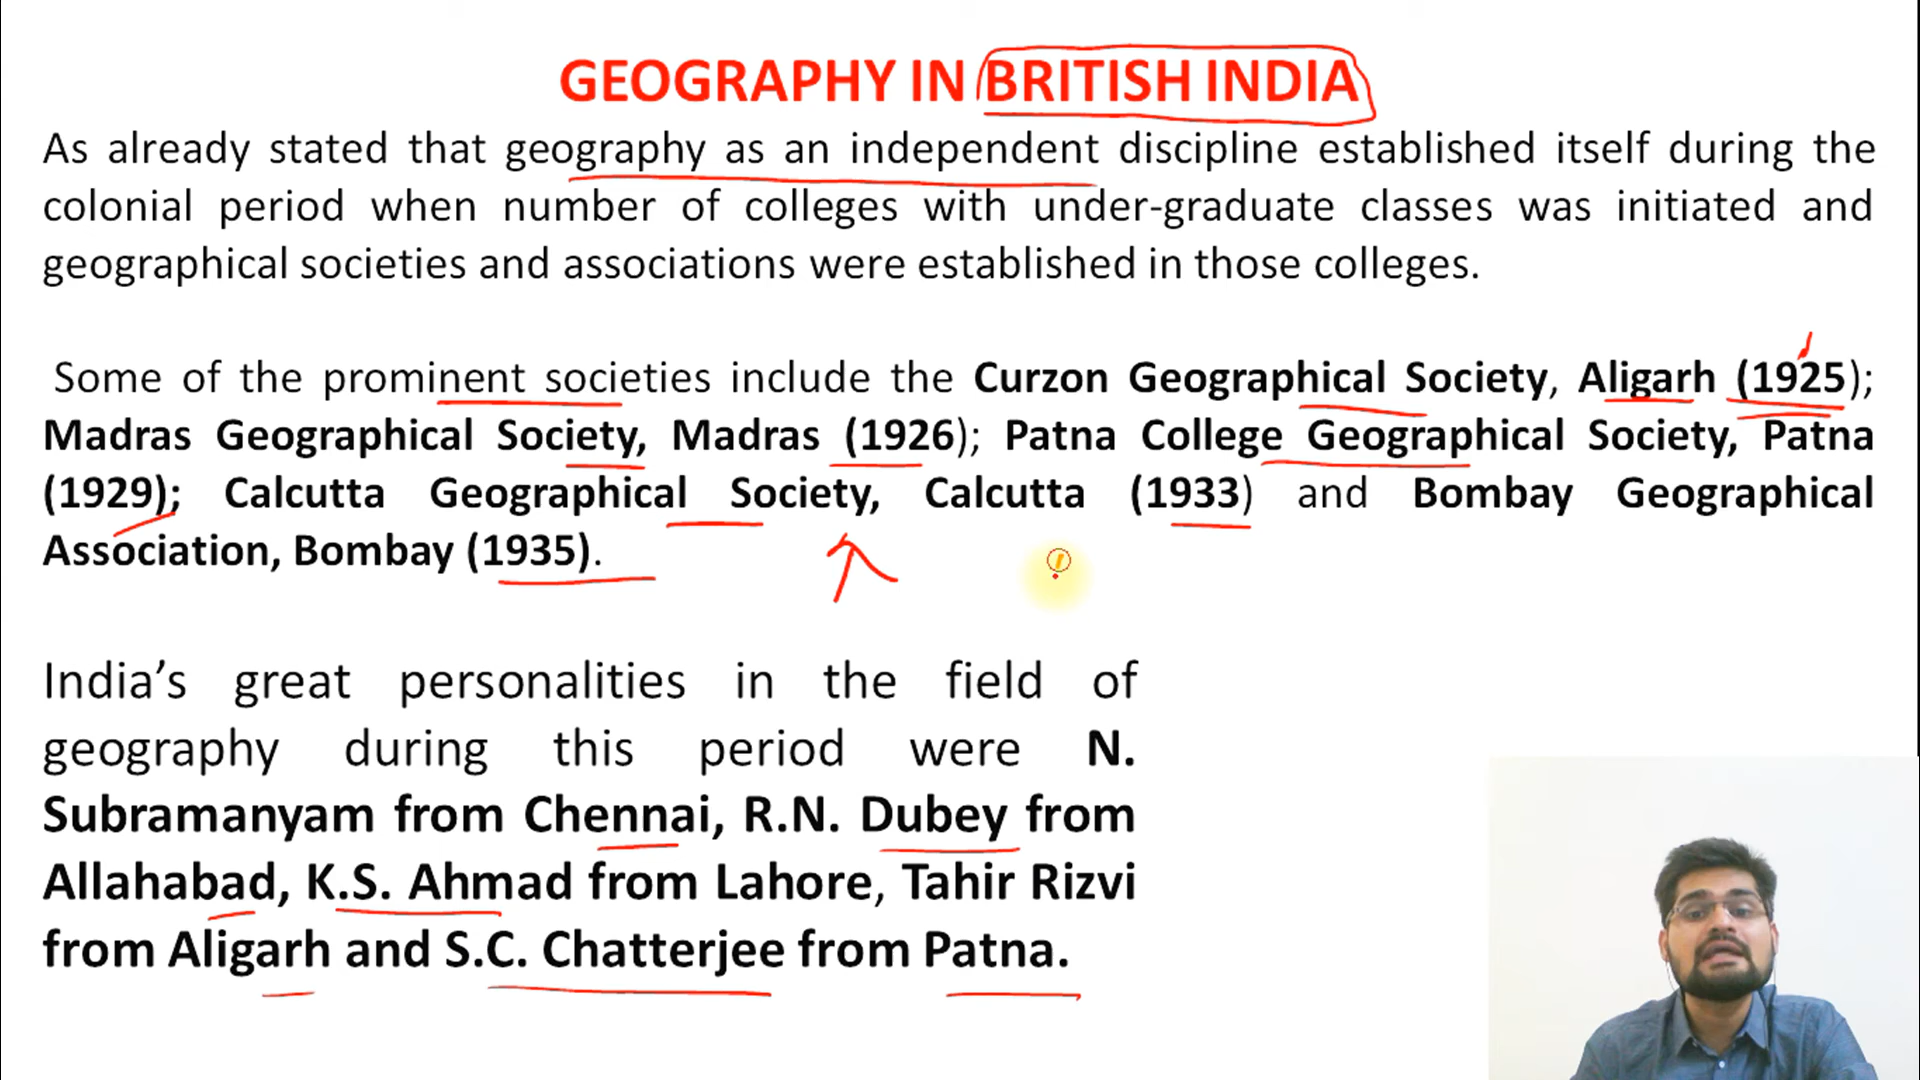 GEOGRAPHY IN BRITISH INDIA
As already stated that geography as an independent discipline established itself during the
colonial period when number of colleges with under-graduate classes was initiated and
geographical societies and associations were established in those colleges.
Some of the prominent societies include the Curzon Geographical Society, Aligarh (1925);
Madras Geographical Society, Madras (1926); Patna College Geographical Society, Patna
(1929); Calcutta Geographical Society, Calcutta (1933) and Bombay Geographical
Association, Bombay (1935).
India’s great personalities in the field of
geography during this period were N.
Subramanyam from Chennai, R.N. Dubey from
Allahabad, K.S. Ahmad from Lahore, Tahir Rizvi
from Aligarh and S.C. Chatterjee from Patna.